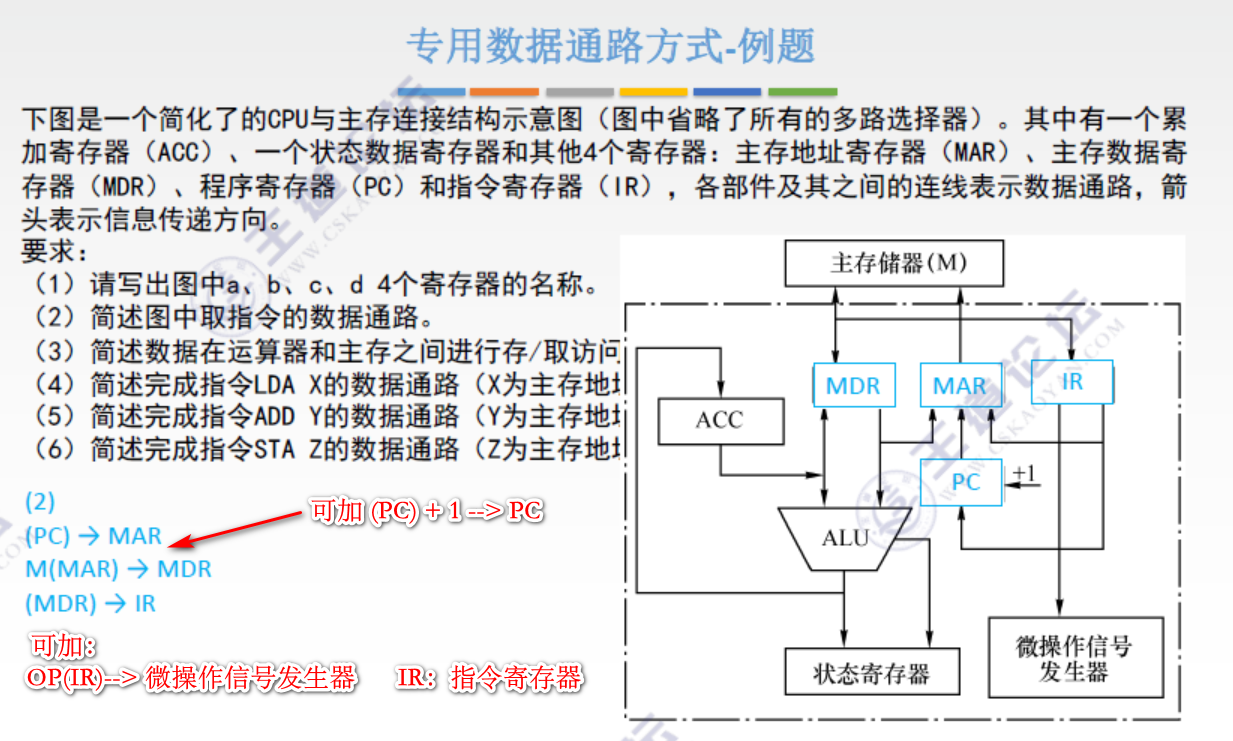 专用数据通路方式-例题
下图是一个简化了的CPU与主存连接结构示意图（图中省略了所有的多路选择器）。其中有一个累
加寄存器（ACC）、一个状态数据寄存器和其他4个寄存器：主存地址寄存器（MAR）、主存数据寄
存器（MDR）、程序寄存器（PC）和指令寄存器（IR），各部件及其之间的连线表示数据通路，箭
头表示信息传递方向。
要求：
（1）请写出图中a、b、c、d 4个寄存器的名称。
（2）简述图中取指令的数据通路。
（3）简述数据在运算器和主存之间进行存/取访问
（4）简述完成指令LDA X的数据通路（X为主存地
（5）简述完成指令ADD Y的数据通路（Y为主存地
（6）简述完成指令STA Z的数据通路（Z为主存地
(2)
(PC) → MAR
可加 (PC) + 1 --> PC
M(MAR) → MDR
(MDR) → IR
可加：
OP(IR)--> 微操作信号发生器 IR：指令寄存器
主存储器(M)
MDR
MAR
IR
ACC
PC
+1
ALU
状态寄存器
微操作信号
发生器
王道论坛
WWW.CSKAOYAN.COM
王道论坛
WWW.CSKAOYAN.COM